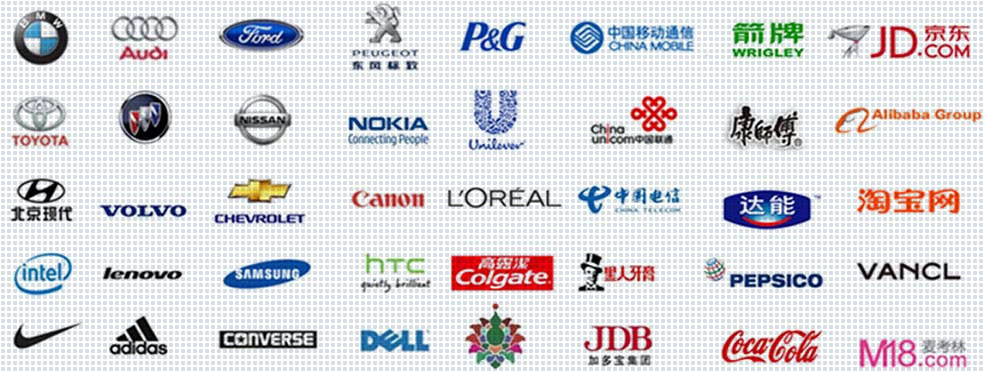 BMW
Audi
Ford
PEUGEOT
东风标致
P&G
中国移动通信
CHINA MOBILE
箭牌
WRIGLEY
JD.京东
.COM
TOYOTA
NISSAN
NOKIA
Connecting People
Unilever
China
unicom中国联通
康师傅
Alibaba Group
北京现代
VOLVO
CHEVROLET
Canon
L'ORÉAL
中国电信
CHINA TELECOM
达能
™
淘宝网
intel
lenovo
SAMSUNG
hTC
quietly brilliant
高露潔
Colgate
黑人牙膏
PEPSICO
VANCL
adidas
CONVERSE
DELL
JDB
加多宝集团
Coca-Cola
M18.麦考林
.com